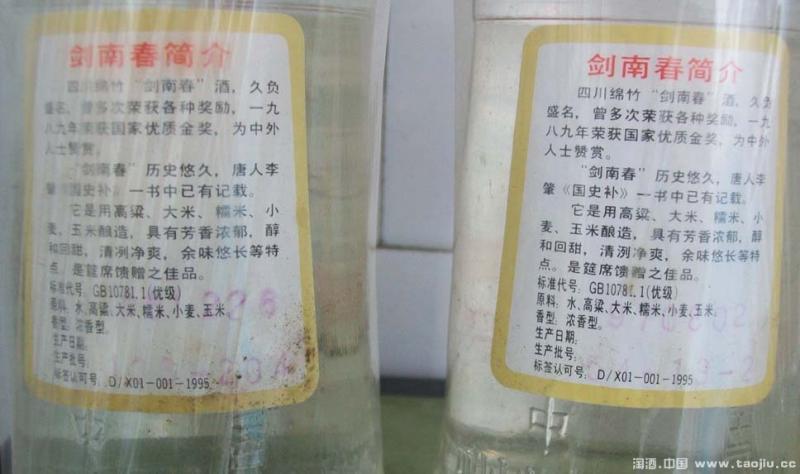 剑南春简介
四川绵竹“剑南春”酒，久负
盛名，曾多次荣获各种奖励，一九
八九年荣获国家优质金奖，为中外
人士赞赏。
“剑南春”历史悠久，唐人李
肇《国史补》一书中已有记载。
它是用高粱、大米、糯米、小
麦、玉米酿造，具有芳香浓郁，醇
和回甜，清洌净爽，余味悠长等特
点。是筵席馈赠之佳品。
标准代号：GB10781.1(优级)
原料：水、高粱、大米、糯米、小麦、玉米。
香型：浓香型。
生产日期：
生产批号：
标签认可号：D/X01-001-1995
剑南春简介
四川绵竹“剑南春”酒，久负
盛名，曾多次荣获各种奖励，一九
八九年荣获国家优质金奖，为中外
人士赞赏。
“剑南春”历史悠久，唐人李
肇《国史补》一书中已有记载。
它是用高粱、大米、糯米、小
麦、玉米酿造，具有芳香浓郁，醇
和回甜，清洌净爽，余味悠长等特
点。是筵席馈赠之佳品。
标准代号：GB10781.1(优级)
原料：水、高粱、大米、糯米、小麦、玉米。
香型：浓香型。
生产日期：
生产批号：
标签认可号：D/X01-001-1995
中
淘酒.中国 www.taojiu.cc